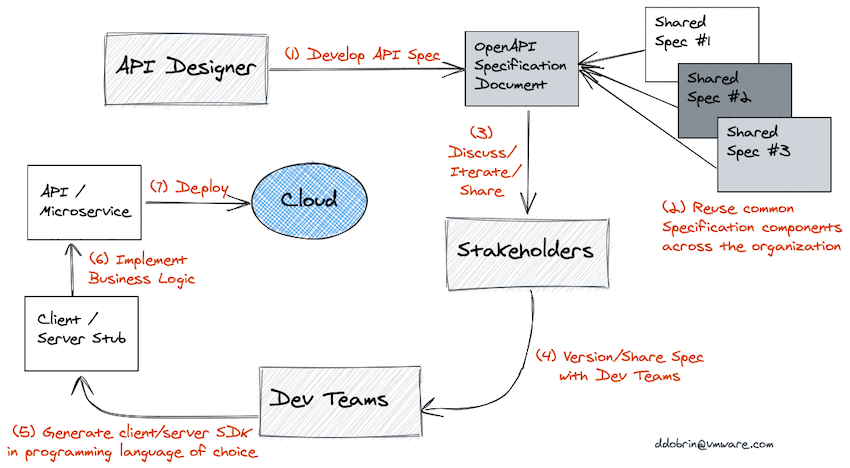 API Designer
(1) Develop API Spec
OpenAPI
Specification
Document
Shared
Spec #1
Shared
Spec #2
Shared
Spec #3
(2) Reuse common
Specification components
across the organization
(3)
Discuss/
Iterate/
Share
Stakeholders
(4) Version/Share Spec
with Dev Teams
Dev Teams
(5) Generate client/server SDK
in programming language of choice
Client /
Server Stub
(6) Implement
Business Logic
API /
Microservice
(7) Deploy
Cloud
ddobrin@vmware.com